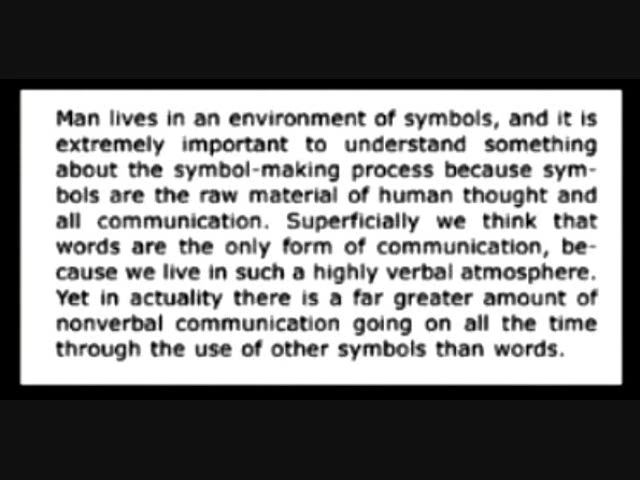 Man lives in an environment of symbols, and it is
extremely important to understand something
about the symbol-making process because sym-
bols are the raw material of human thought and
all communication. Superficially we think that
words are the only form of communication, be-
cause we live in such a highly verbal atmosphere.
Yet in actuality there is a far greater amount of
nonverbal communication going on all the time
through the use of other symbols than words.